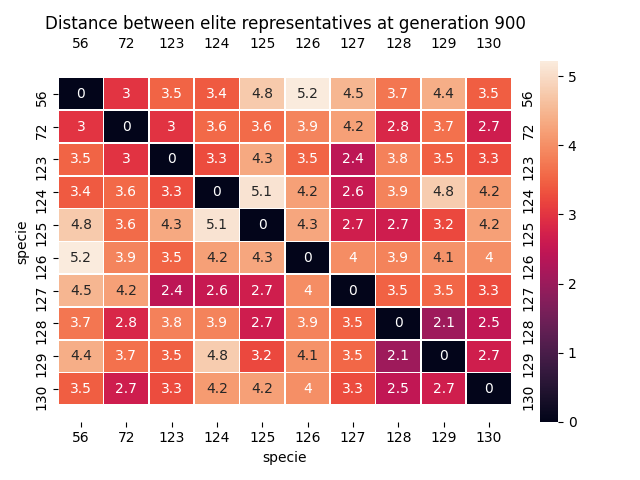 Distance between elite representatives at generation 900
56 72 123 124 125 126 127 128 129 130
56 0 3 3.5 3.4 4.8 5.2 4.5 3.7 4.4 3.5 56
72 3 0 3 3.6 3.6 3.9 4.2 2.8 3.7 2.7 72
123 3.5 3 0 3.3 4.3 3.5 2.4 3.8 3.5 3.3 123
124 3.4 3.6 3.3 0 5.1 4.2 2.6 3.9 4.8 4.2 124
125 4.8 3.6 4.3 5.1 0 4.3 2.7 2.7 3.2 4.2 125
126 5.2 3.9 3.5 4.2 4.3 0 4 3.9 4.1 4 126
127 4.5 4.2 2.4 2.6 2.7 4 0 3.5 3.5 3.3 127
128 3.7 2.8 3.8 3.9 2.7 3.9 3.5 0 2.1 2.5 128
129 4.4 3.7 3.5 4.8 3.2 4.1 3.5 2.1 0 2.7 129
130 3.5 2.7 3.3 4.2 4.2 4 3.3 2.5 2.7 0 130
56 72 123 124 125 126 127 128 129 130
specie
specie
5
4
3
2
1
0